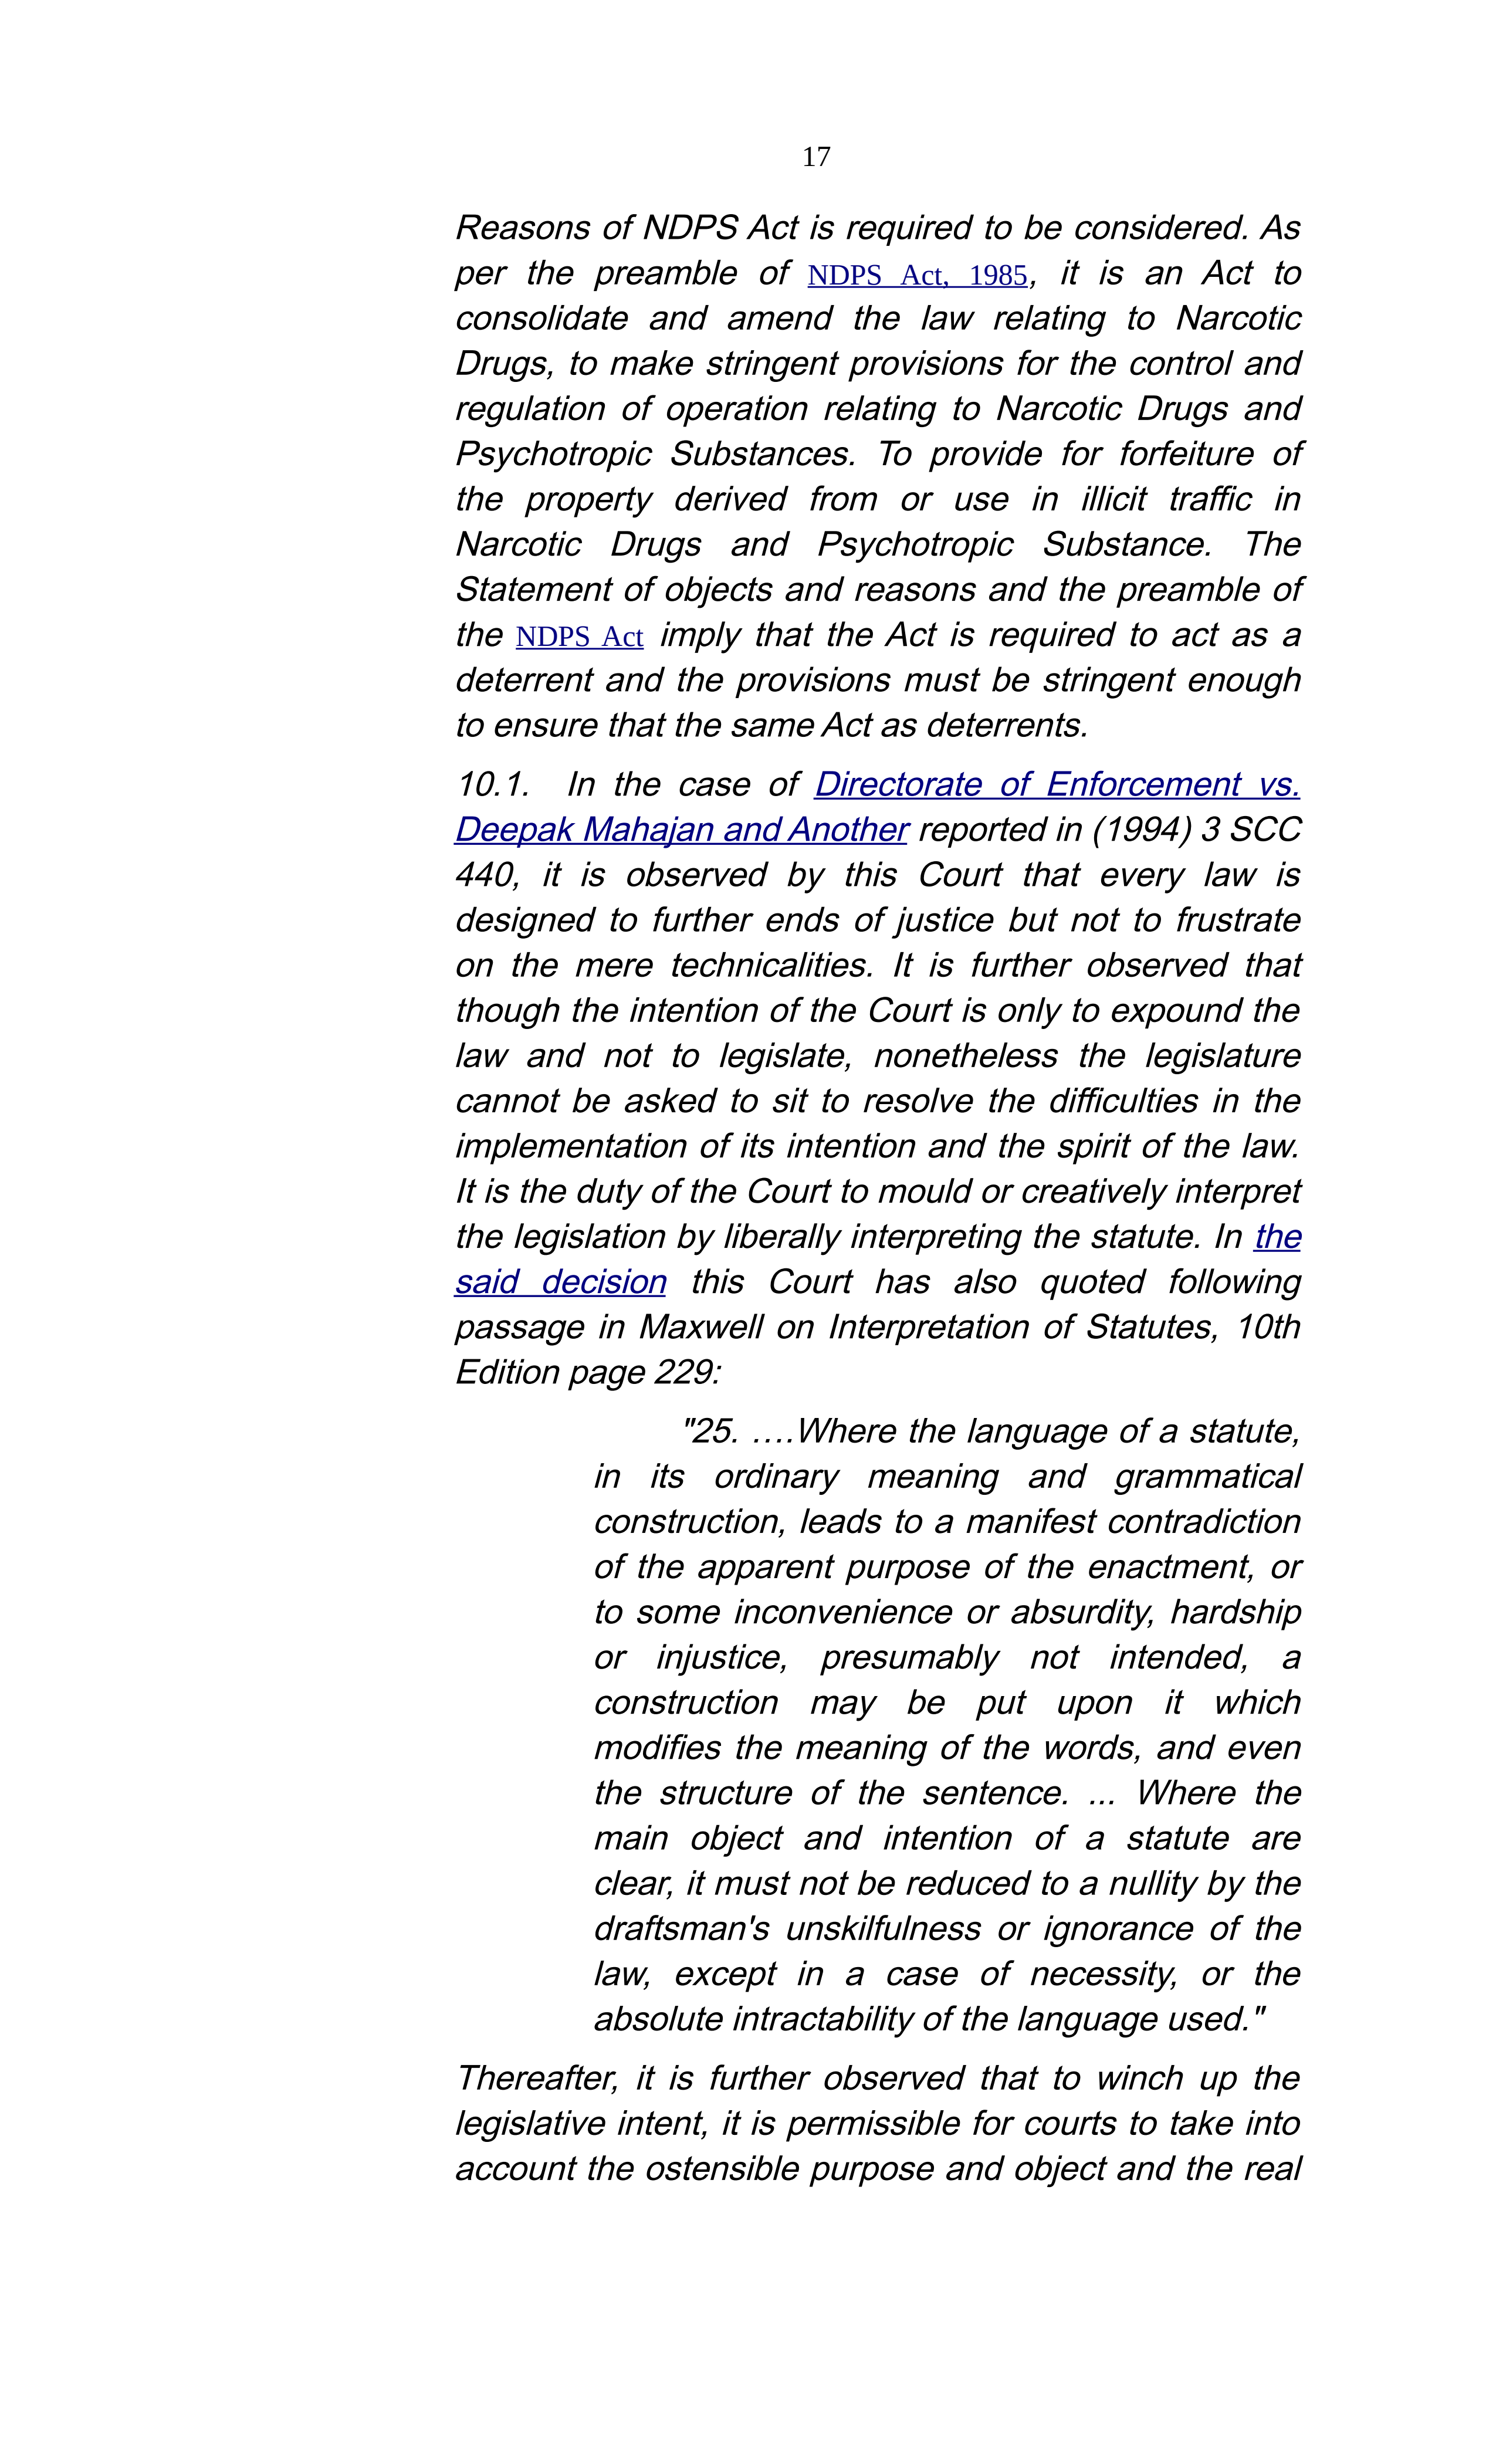 17
Reasons of NDPS Act is required to be considered. As
per the preamble of NDPS Act, 1985, it is an Act to
consolidate and amend the law relating to Narcotic
Drugs, to make stringent provisions for the control and
regulation of operation relating to Narcotic Drugs and
Psychotropic Substances. To provide for forfeiture of
the property derived from or use in illicit traffic in
Narcotic Drugs and Psychotropic Substance. The
Statement of objects and reasons and the preamble of
the NDPS Act imply that the Act is required to act as a
deterrent and the provisions must be stringent enough
to ensure that the same Act as deterrents.
10.1. In the case of Directorate of Enforcement vs.
Deepak Mahajan and Another reported in (1994) 3 SCC
440, it is observed by this Court that every law is
designed to further ends of justice but not to frustrate
on the mere technicalities. It is further observed that
though the intention of the Court is only to expound the
law and not to legislate, nonetheless the legislature
cannot be asked to sit to resolve the difficulties in the
implementation of its intention and the spirit of the law.
It is the duty of the Court to mould or creatively interpret
the legislation by liberally interpreting the statute. In the
said decision this Court has also quoted following
passage in Maxwell on Interpretation of Statutes, 10th
Edition page 229:
"25. ….Where the language of a statute,
in its ordinary meaning and grammatical
construction, leads to a manifest contradiction
of the apparent purpose of the enactment, or
to some inconvenience or absurdity, hardship
or injustice, presumably not intended, a
construction may be put upon it which
modifies the meaning of the words, and even
the structure of the sentence. ... Where the
main object and intention of a statute are
clear, it must not be reduced to a nullity by the
draftsman's unskilfulness or ignorance of the
law, except in a case of necessity, or the
absolute intractability of the language used."
Thereafter, it is further observed that to winch up the
legislative intent, it is permissible for courts to take into
account the ostensible purpose and object and the real